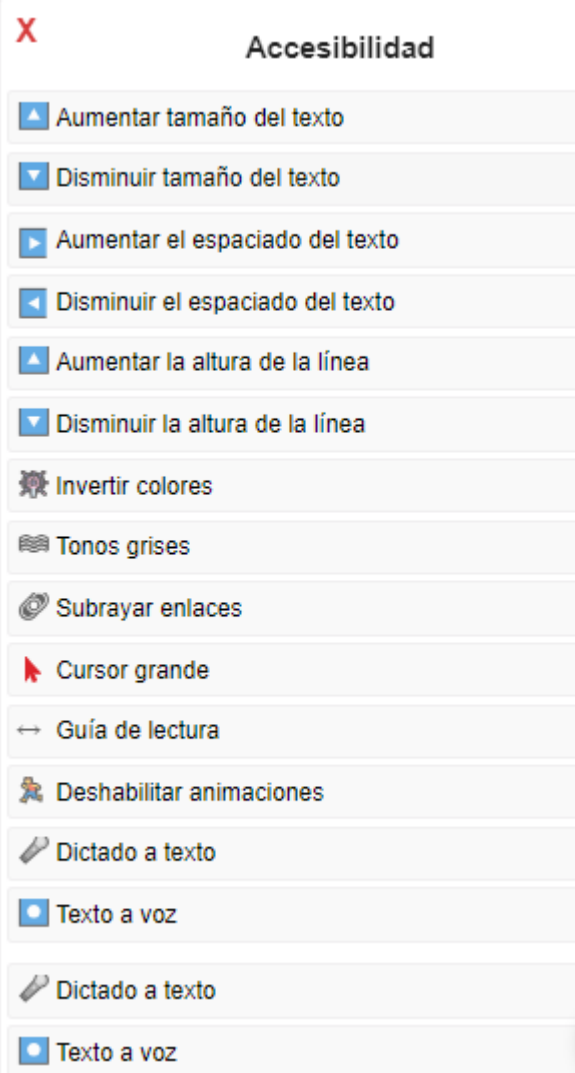 X
Accesibilidad
Aumentar tamaño del texto
Disminuir tamaño del texto
Aumentar el espaciado del texto
Disminuir el espaciado del texto
Aumentar la altura de la línea
Disminuir la altura de la línea
Invertir colores
Tonos grises
Subrayar enlaces
Cursor grande
Guía de lectura
Deshabilitar animaciones
Dictado a texto
Texto a voz
Dictado a texto
Texto a voz